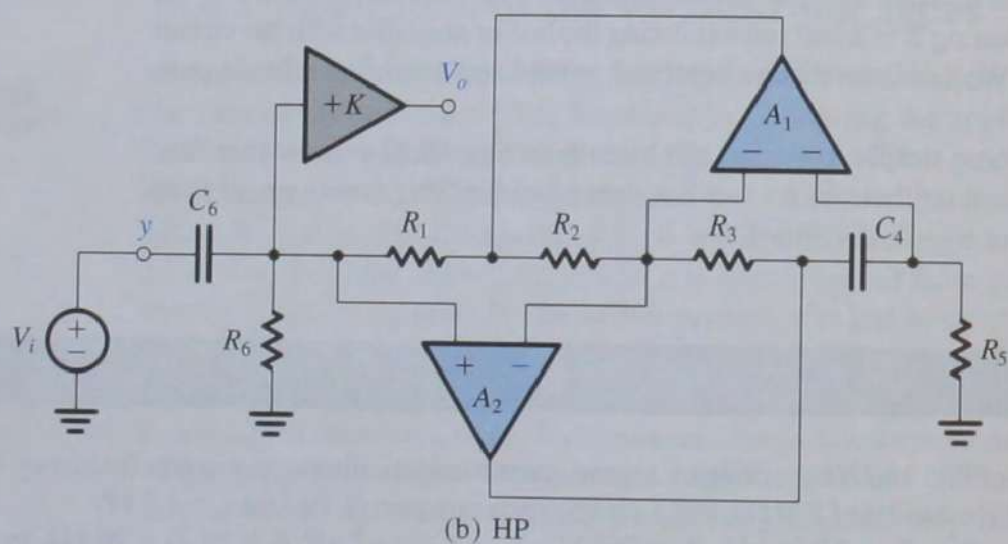 +K
V_o
A_1
− −
C_6
y
R_1
R_2
R_3
C_4
+
−
V_i
R_6
+ −
A_2
R_5
(b) HP